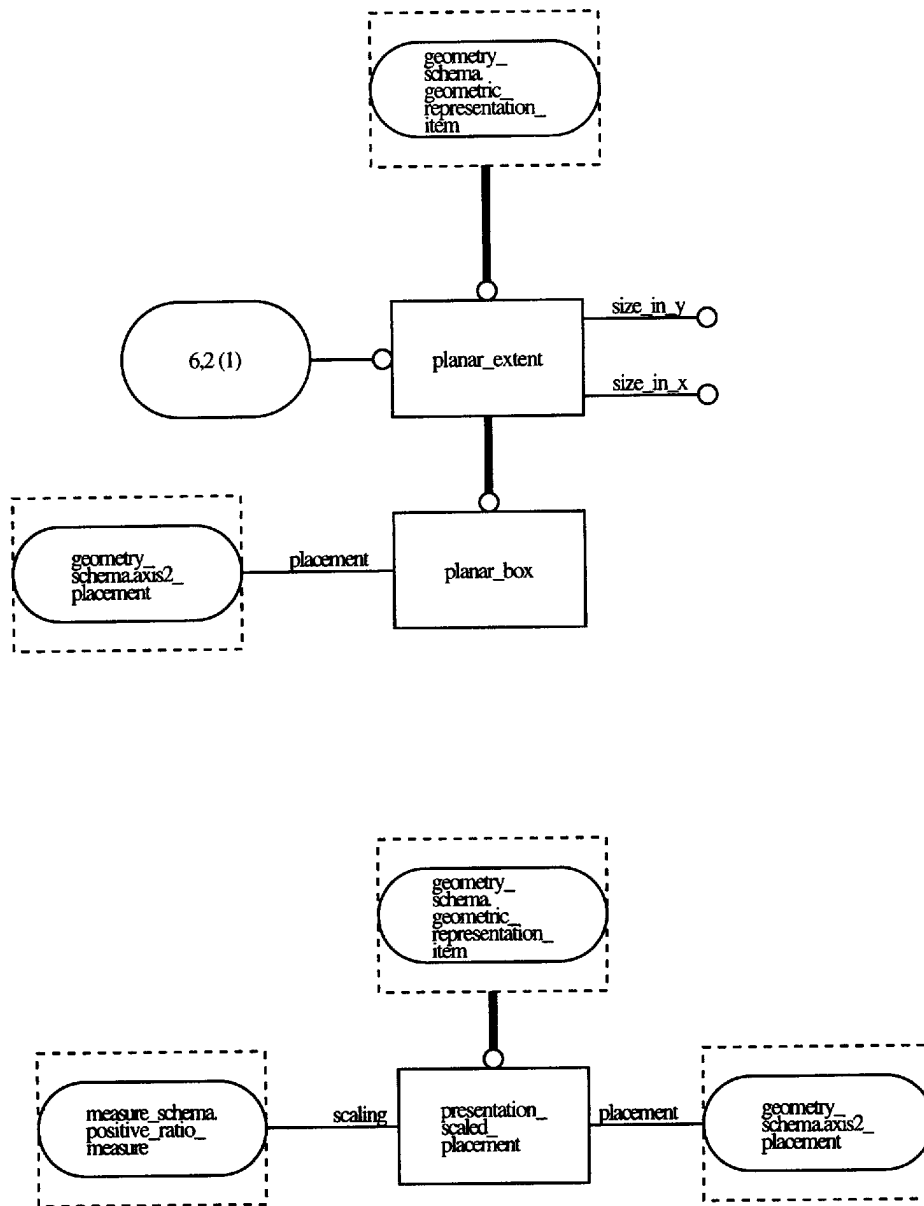 geometry_
schema.
geometric_
representation_
item
size_in_y
6,2 (1)
planar_extent
size_in_x
geometry_
schema.axis2_
placement
placement
planar_box
geometry_
schema.
geometric_
representation_
item
measure_schema.
positive_ratio_
measure
scaling
presentation_
scaled_
placement
placement
geometry_
schema.axis2_
placement